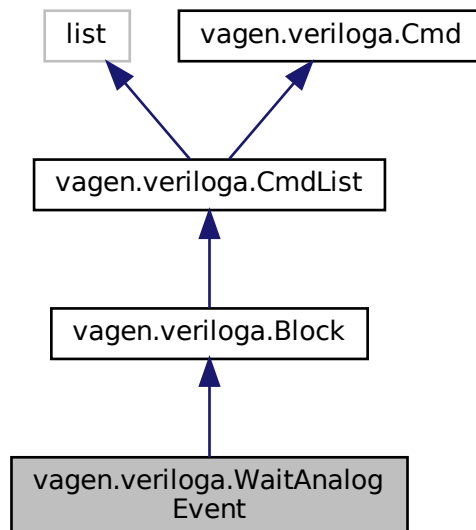 list
vagen.veriloga.Cmd
vagen.veriloga.CmdList
vagen.veriloga.Block
vagen.veriloga.WaitAnalog
Event